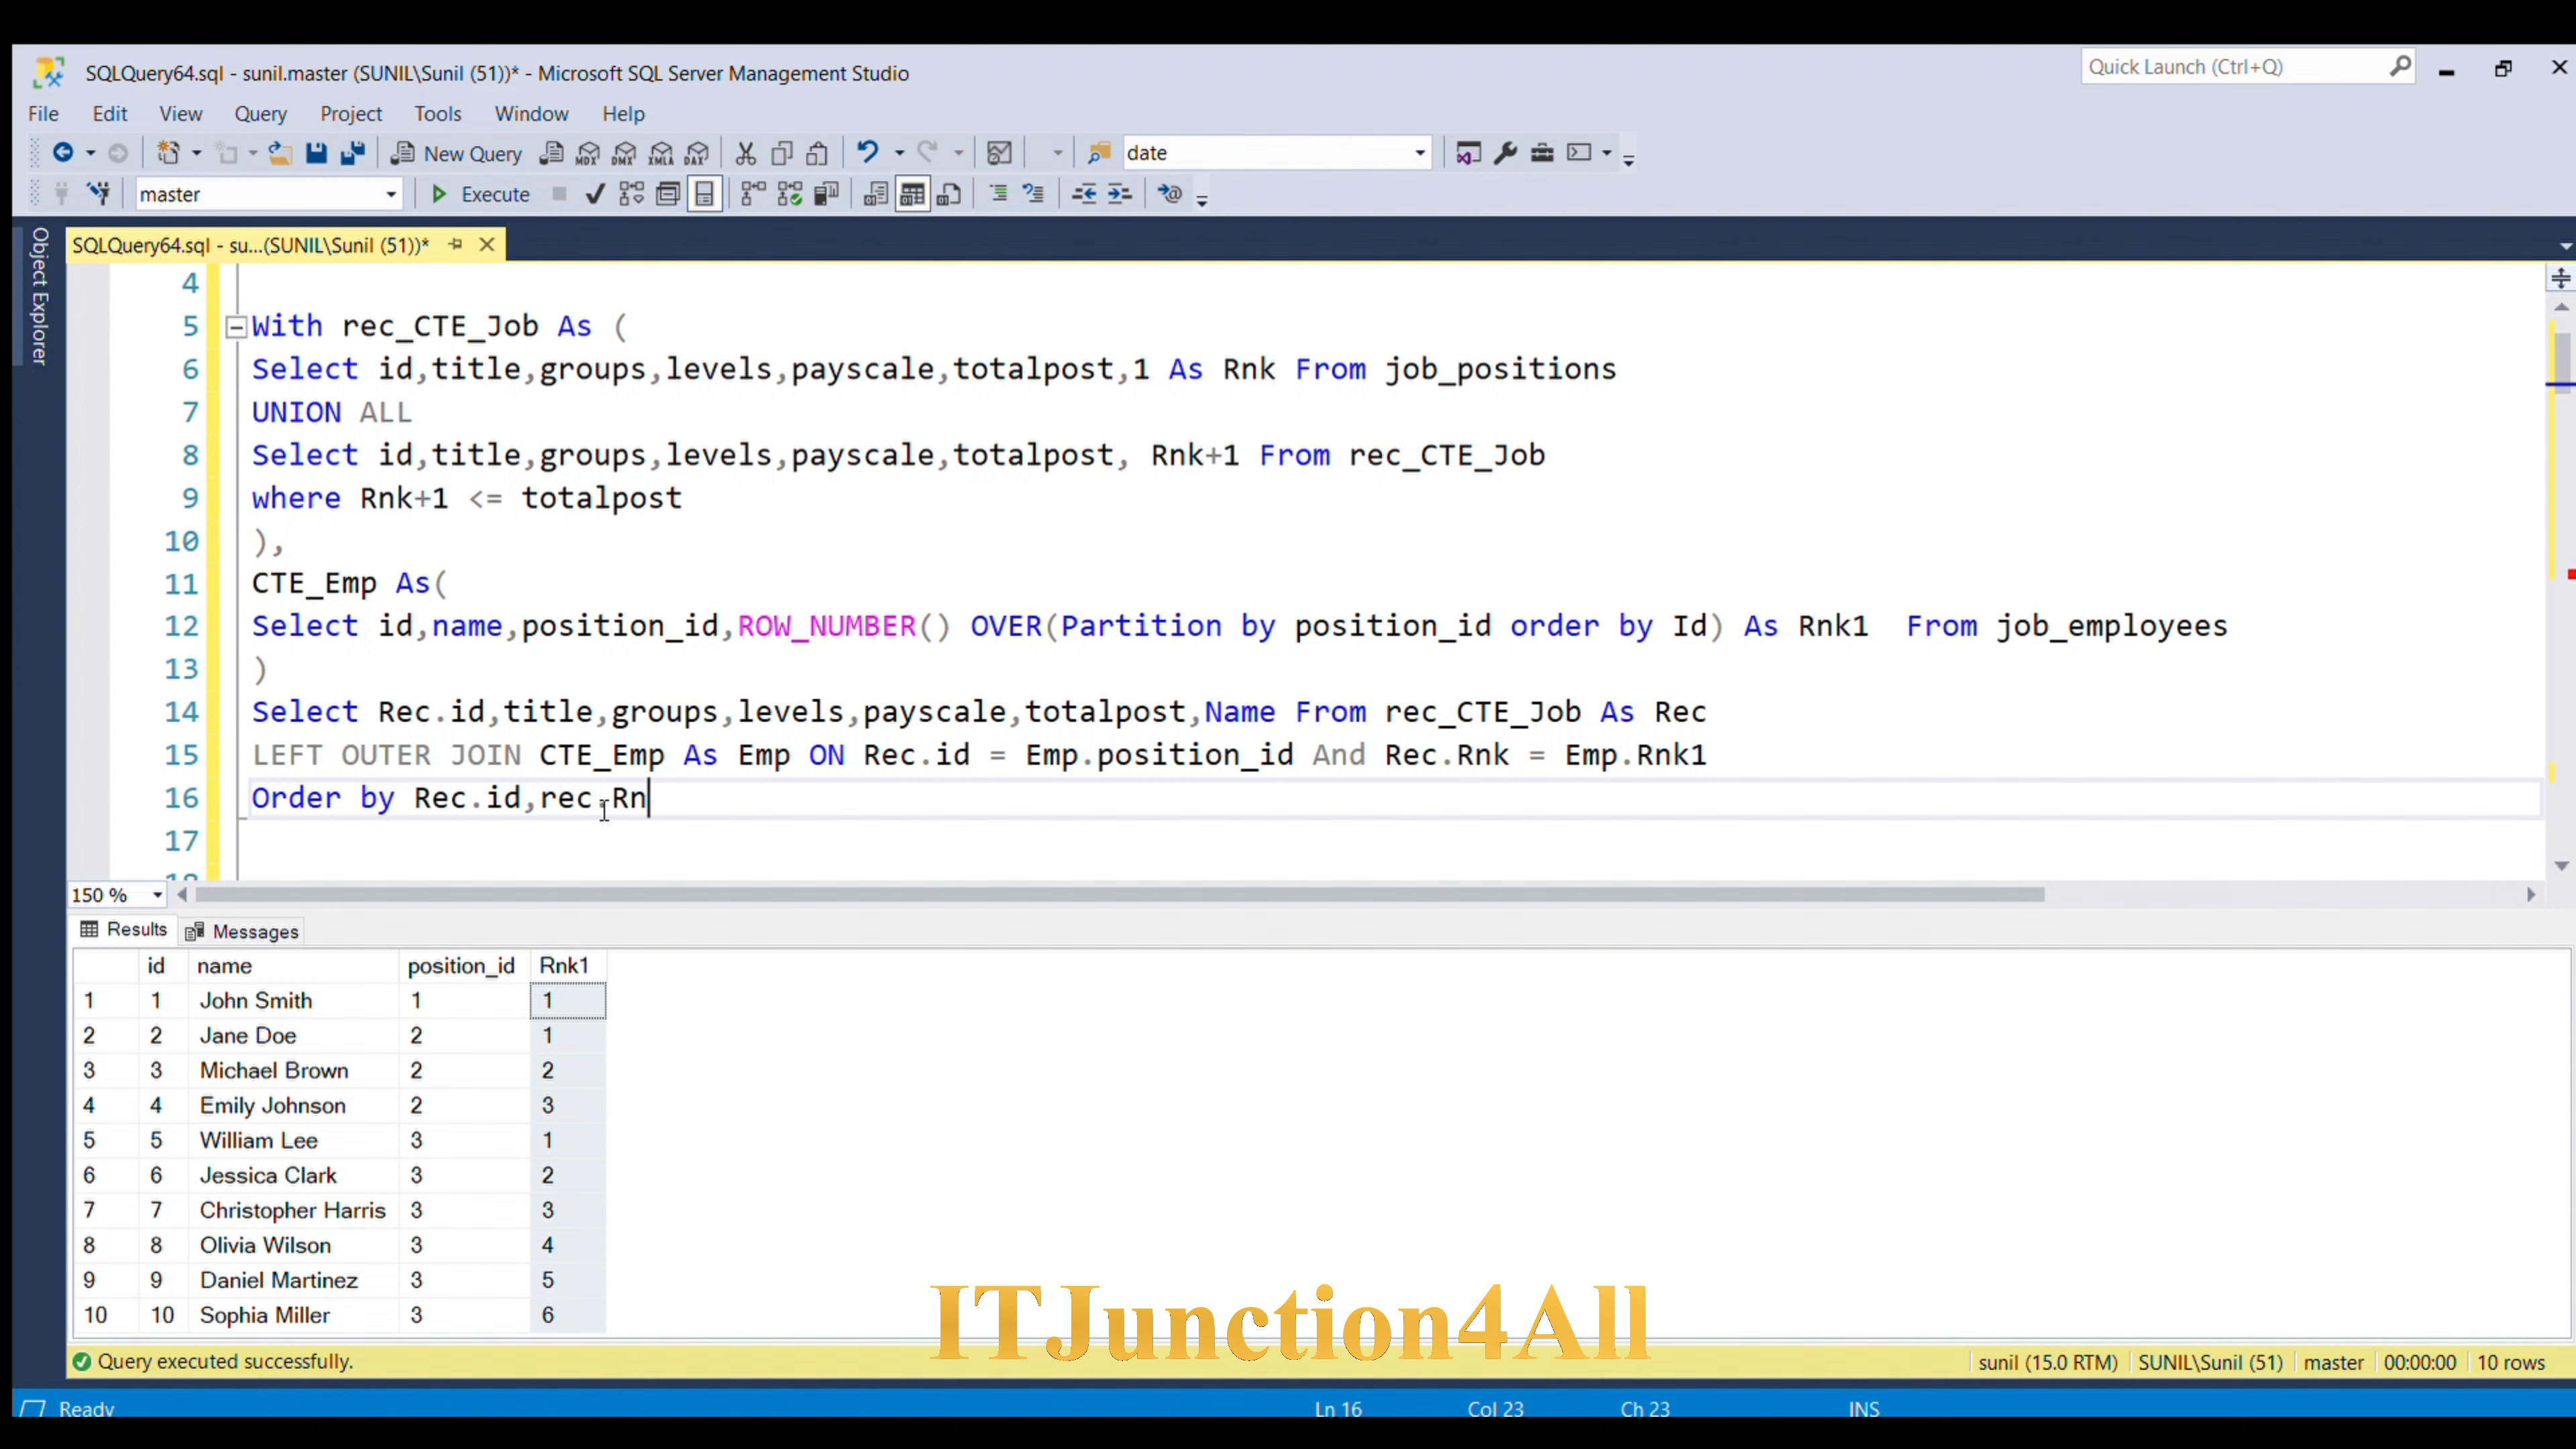 SQLQuery64.sql - sunil.master (SUNIL\Sunil (51))* - Microsoft SQL Server Management Studio
Quick Launch (Ctrl+Q)
File Edit View Query Project Tools Window Help
New Query MDX DMX XMLA DAX date
master Execute
Object Explorer
SQLQuery64.sql - su...(SUNIL\Sunil (51))*
4
5 With rec_CTE_Job As (
6 Select id,title,groups,levels,payscale,totalpost,1 As Rnk From job_positions
7 UNION ALL
8 Select id,title,groups,levels,payscale,totalpost, Rnk+1 From rec_CTE_Job
9 where Rnk+1 <= totalpost
10 ),
11 CTE_Emp As(
12 Select id,name,position_id,ROW_NUMBER() OVER(Partition by position_id order by Id) As Rnk1 From job_employees
13 )
14 Select Rec.id,title,groups,levels,payscale,totalpost,Name From rec_CTE_Job As Rec
15 LEFT OUTER JOIN CTE_Emp As Emp ON Rec.id = Emp.position_id And Rec.Rnk = Emp.Rnk1
16 Order by Rec.id,rec.Rn
17
18
150 %
Results Messages
id name position_id Rnk1
1 1 John Smith 1 1
2 2 Jane Doe 2 1
3 3 Michael Brown 2 2
4 4 Emily Johnson 2 3
5 5 William Lee 3 1
6 6 Jessica Clark 3 2
7 7 Christopher Harris 3 3
8 8 Olivia Wilson 3 4
9 9 Daniel Martinez 3 5
10 10 Sophia Miller 3 6
ITJunction4All
Query executed successfully. sunil (15.0 RTM) SUNIL\Sunil (51) master 00:00:00 10 rows
Ready Ln 16 Col 23 Ch 23 INS